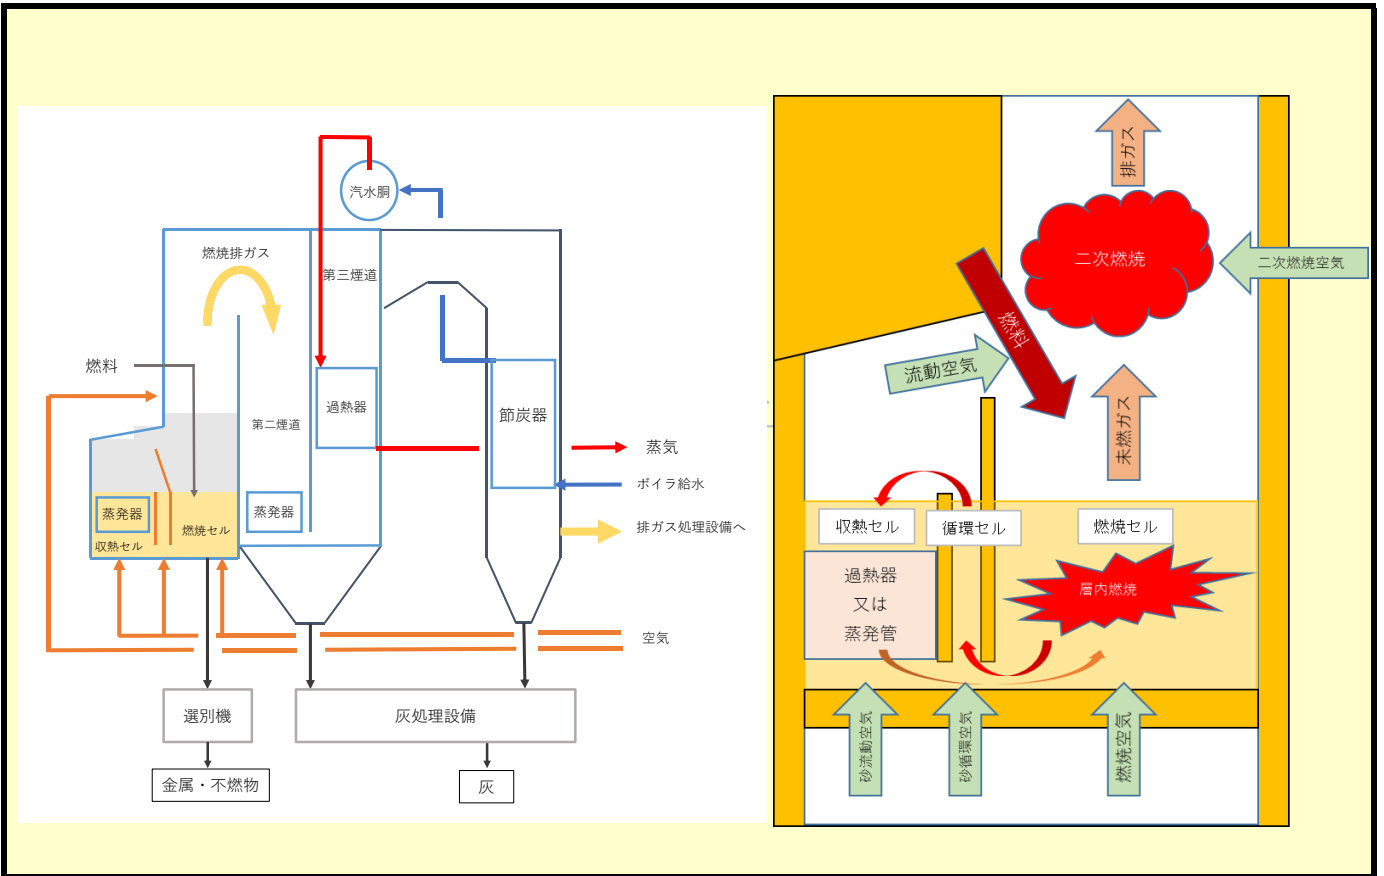 汽水胴
燃焼排ガス
第三煙道
燃料
過熱器
第二煙道
節炭器
蒸気
ボイラ給水
蒸発器
蒸発器
燃焼セル
収熱セル
排ガス処理設備へ
空気
選別機
灰処理設備
金属・不燃物
灰
排ガス
二次燃焼
二次燃焼空気
燃料
流動空気
未燃ガス
収熱セル
循環セル
燃焼セル
過熱器
又は
蒸発管
層内燃焼
砂流動空気
砂循環空気
燃焼空気